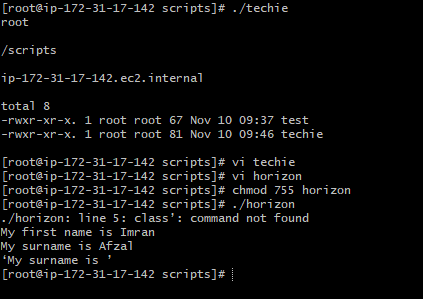 [root@ip-172-31-17-142 scripts]# ./techie
root
/scripts
ip-172-31-17-142.ec2.internal
total 8
-rwxr-xr-x. 1 root root 67 Nov 10 09:37 test
-rwxr-xr-x. 1 root root 81 Nov 10 09:46 techie
[root@ip-172-31-17-142 scripts]# vi techie
[root@ip-172-31-17-142 scripts]# vi horizon
[root@ip-172-31-17-142 scripts]# chmod 755 horizon
[root@ip-172-31-17-142 scripts]# ./horizon
./horizon: line 5: class’: command not found
My first name is Imran
My surname is Afzal
‘My surname is ’
[root@ip-172-31-17-142 scripts]#